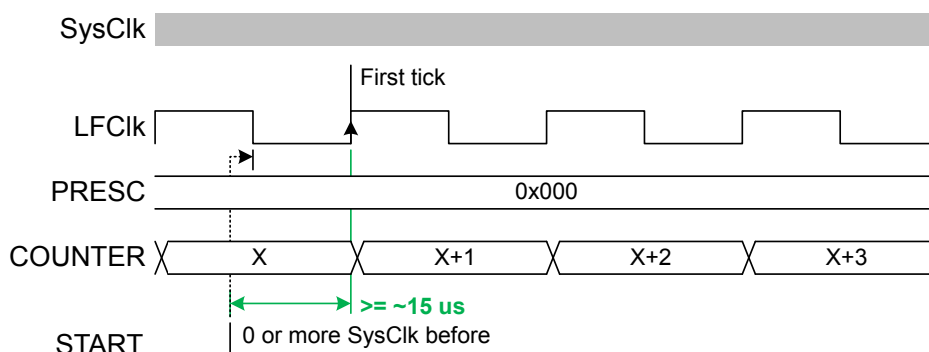 SysClk
First tick
LFClk
PRESC 0x000
COUNTER X X+1 X+2 X+3
>= ~15 us
0 or more SysClk before
START